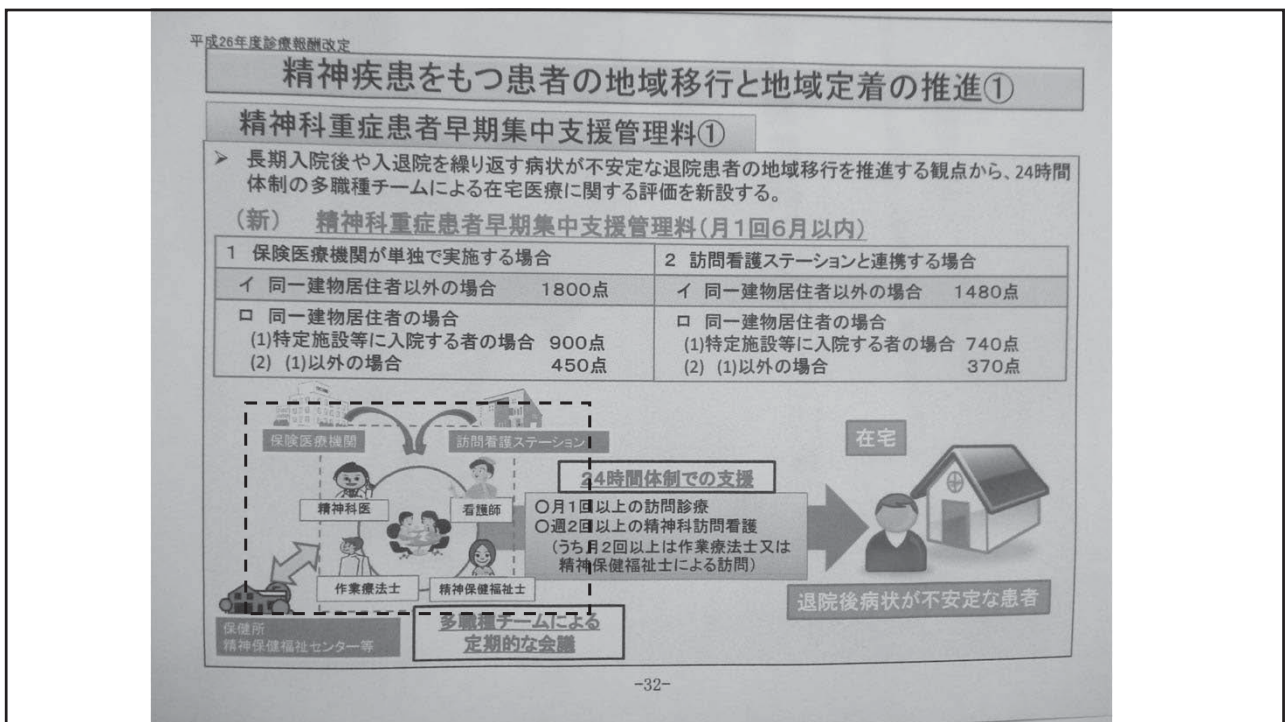 平成26年度診療報酬改定
精神疾患をもつ患者の地域移行と地域定着の推進①
精神科重症患者早期集中支援管理料①
➢ 長期入院後や入退院を繰り返す病状が不安定な退院患者の地域移行を推進する観点から、24時間
体制の多職種チームによる在宅医療に関する評価を新設する。
(新) 精神科重症患者早期集中支援管理料(月1回6月以内)
1 保険医療機関が単独で実施する場合
イ 同一建物居住者以外の場合 1800点
ロ 同一建物居住者の場合
(1)特定施設等に入院する者の場合 900点
(2) (1)以外の場合 450点
2 訪問看護ステーションと連携する場合
イ 同一建物居住者以外の場合 1480点
ロ 同一建物居住者の場合
(1)特定施設等に入院する者の場合 740点
(2) (1)以外の場合 370点
保険医療機関
訪問看護ステーション
精神科医
看護師
作業療法士
精神保健福祉士
保健所
精神保健福祉センター等
多職種チームによる
定期的な会議
24時間体制での支援
〇月1回以上の訪問診療
〇週2回以上の精神科訪問看護
(うち月2回以上は作業療法士又は
精神保健福祉士による訪問)
在宅
退院後病状が不安定な患者
-32-